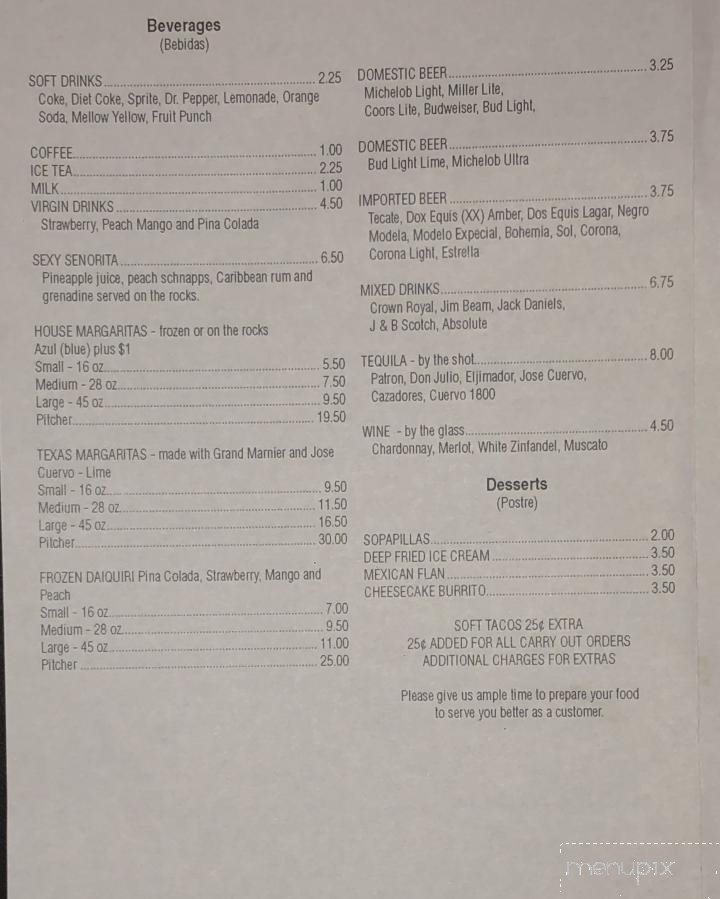 Beverages
(Bebidas)
SOFT DRINKS 2.25
Coke, Diet Coke, Sprite, Dr. Pepper, Lemonade, Orange
Soda, Mellow Yellow, Fruit Punch
COFFEE 1.00
ICE TEA 2.25
MILK 1.00
VIRGIN DRINKS 4.50
Strawberry, Peach Mango and Pina Colada
SEXY SENORITA 6.50
Pineapple juice, peach schnapps, Caribbean rum and
grenadine served on the rocks.
HOUSE MARGARITAS - frozen or on the rocks
Azul (blue) plus $1
Small - 16 oz 5.50
Medium - 28 oz 7.50
Large - 45 oz 9.50
Pitcher 19.50
TEXAS MARGARITAS - made with Grand Marnier and Jose
Cuervo - Lime
Small - 16 oz 9.50
Medium - 28 oz 11.50
Large - 45 oz 16.50
Pitcher 30.00
FROZEN DAIQUIRI Pina Colada, Strawberry, Mango and
Peach
Small - 16 oz 7.00
Medium - 28 oz 9.50
Large - 45 oz 11.00
Pitcher 25.00
DOMESTIC BEER 3.25
Michelob Light, Miller Lite,
Coors Lite, Budweiser, Bud Light,
DOMESTIC BEER 3.75
Bud Light Lime, Michelob Ultra
IMPORTED BEER 3.75
Tecate, Dox Equis (XX) Amber, Dos Equis Lagar, Negro
Modela, Modelo Expecial, Bohemia, Sol, Corona,
Corona Light, Estrella
MIXED DRINKS 6.75
Crown Royal, Jim Beam, Jack Daniels,
J & B Scotch, Absolute
TEQUILA - by the shot 8.00
Patron, Don Julio, Eljimador, Jose Cuervo,
Cazadores, Cuervo 1800
WINE - by the glass 4.50
Chardonnay, Merlot, White Zinfandel, Muscato
Desserts
(Postre)
SOPAPILLAS 2.00
DEEP FRIED ICE CREAM 3.50
MEXICAN FLAN 3.50
CHEESECAKE BURRITO 3.50
SOFT TACOS 25¢ EXTRA
25¢ ADDED FOR ALL CARRY OUT ORDERS
ADDITIONAL CHARGES FOR EXTRAS
Please give us ample time to prepare your food
to serve you better as a customer.
menupix